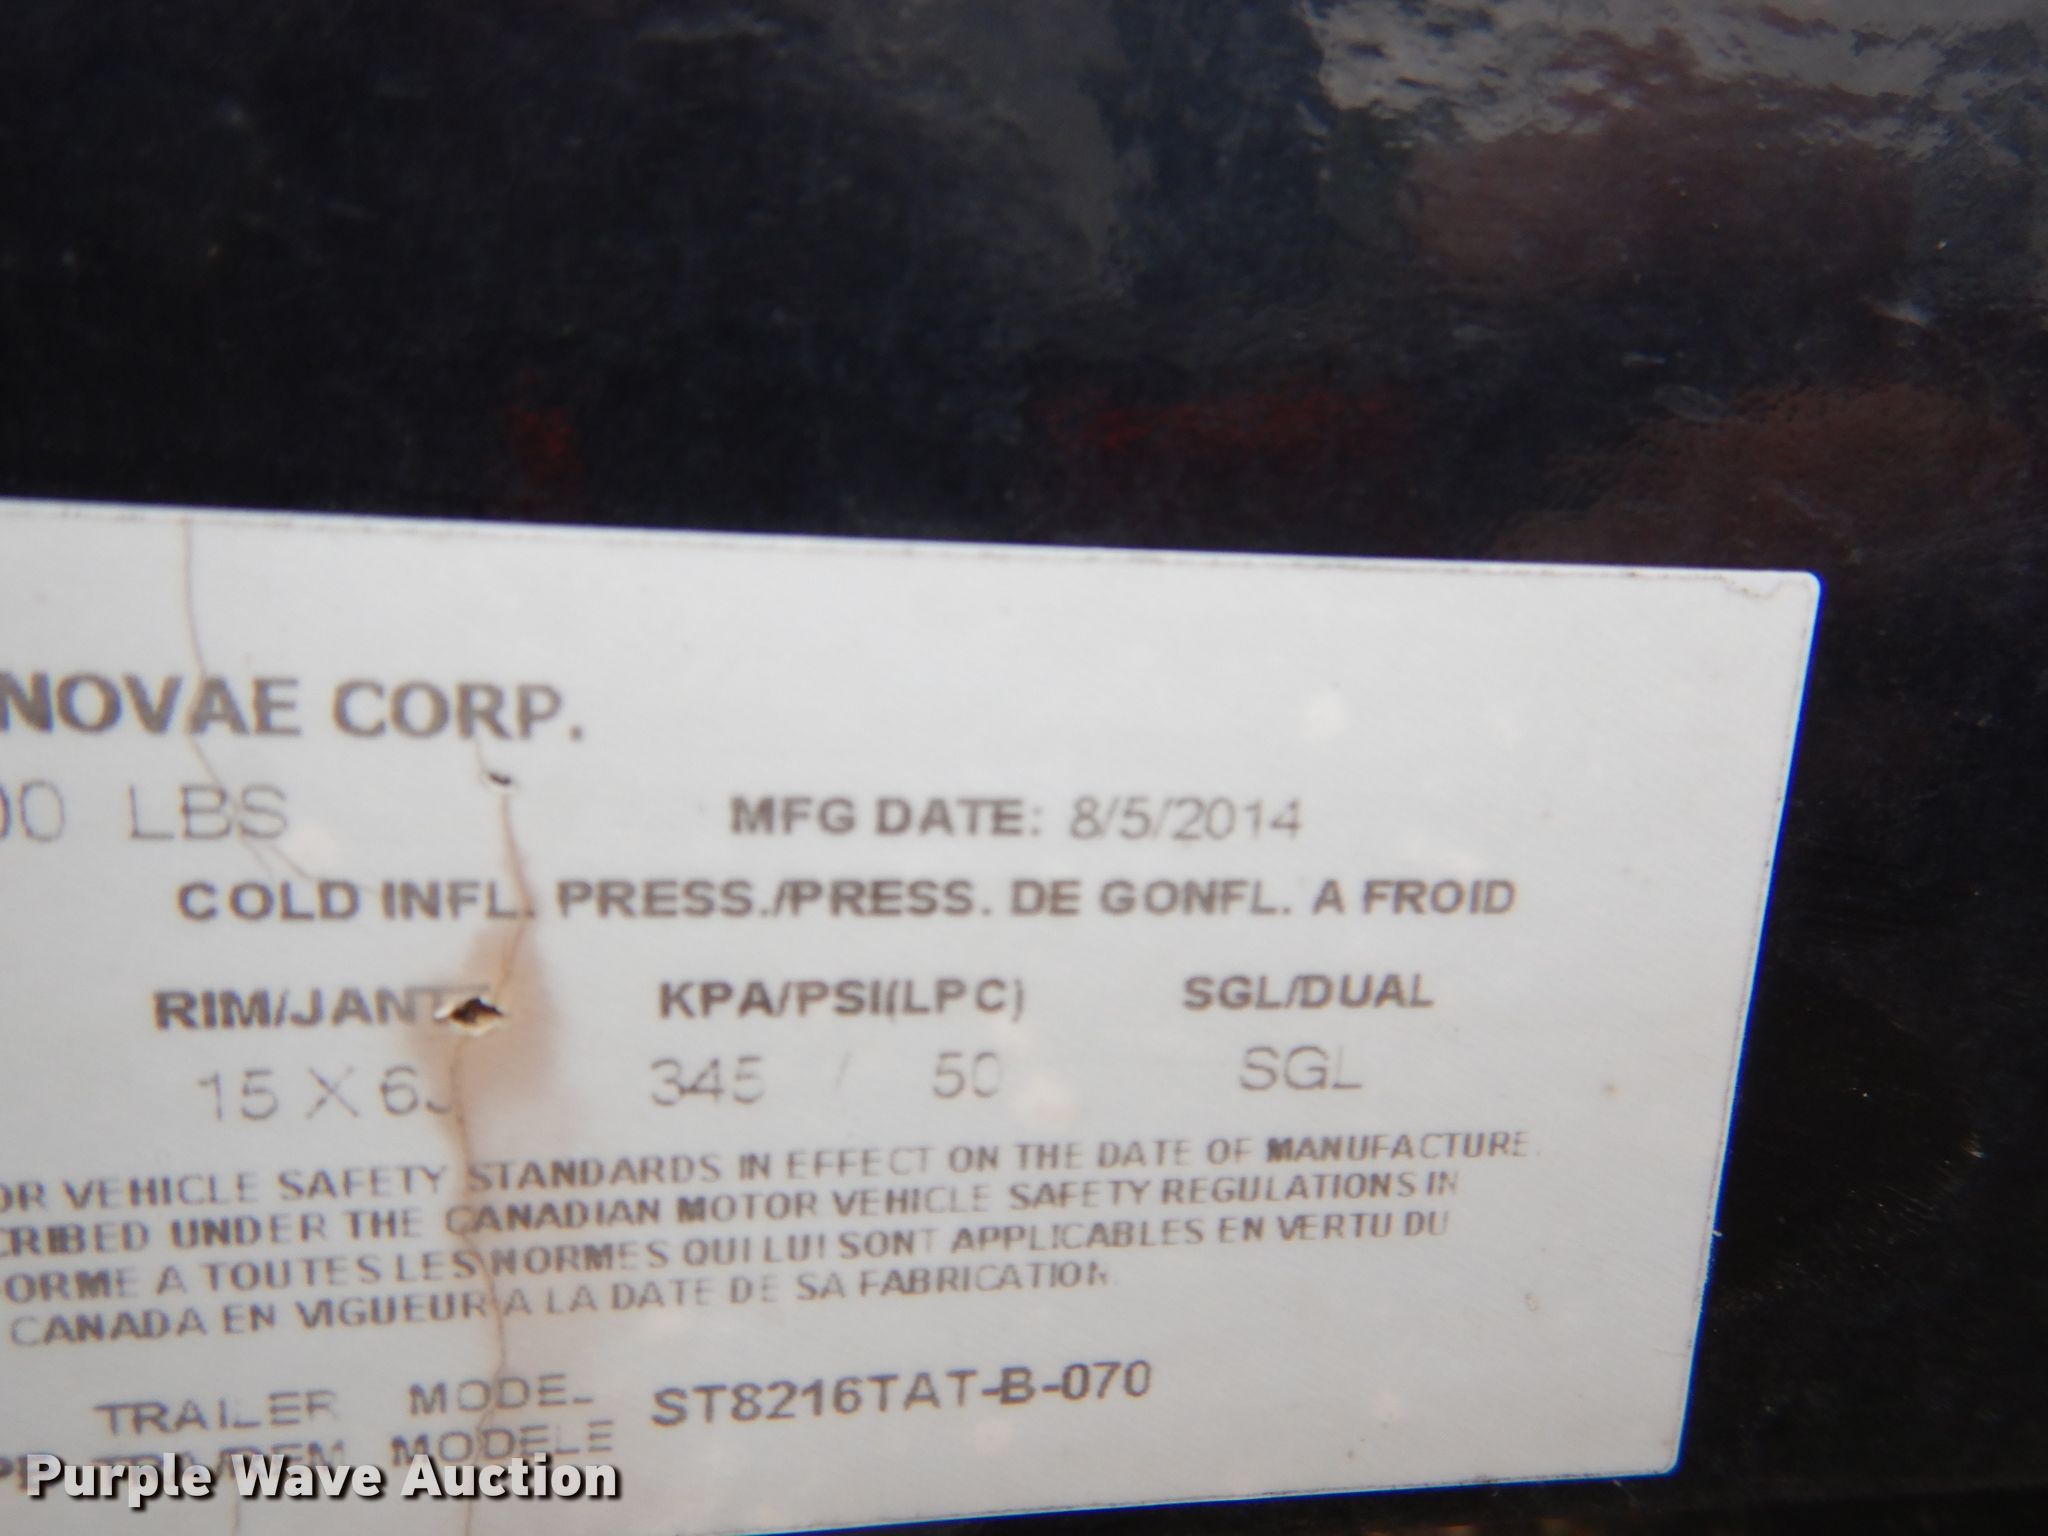 NOVAE CORP.
00 LBS MFG DATE: 8/5/2014
COLD INFL. PRESS./PRESS. DE GONFL. A FROID
RIM/JANT KPA/PSI(LPC) SGL/DUAL
15 X 6J 345 / 50 SGL
OR VEHICLE SAFETY STANDARDS IN EFFECT ON THE DATE OF MANUFACTURE.
CRIBED UNDER THE CANADIAN MOTOR VEHICLE SAFETY REGULATIONS IN
ORME A TOUTES LES NORMES QUI LUI SONT APPLICABLES EN VERTU DU
CANADA EN VIGUEUR A LA DATE DE SA FABRICATION.
TRAILER MODEL ST8216TAT-B-070
MODELE
Purple Wave Auction